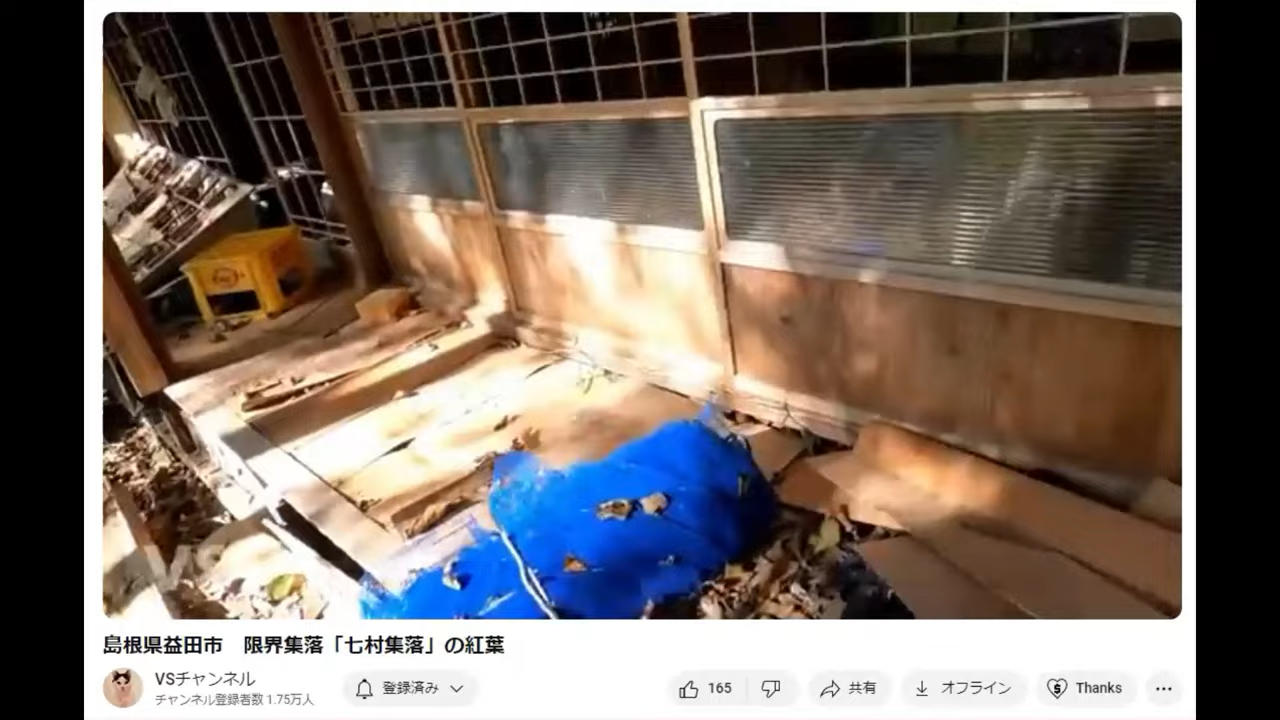 VS
島根県益田市　限界集落「七村集落」の紅葉
VSチャンネル
チャンネル登録者数 1.75万人
登録済み
165
共有
オフライン
Thanks